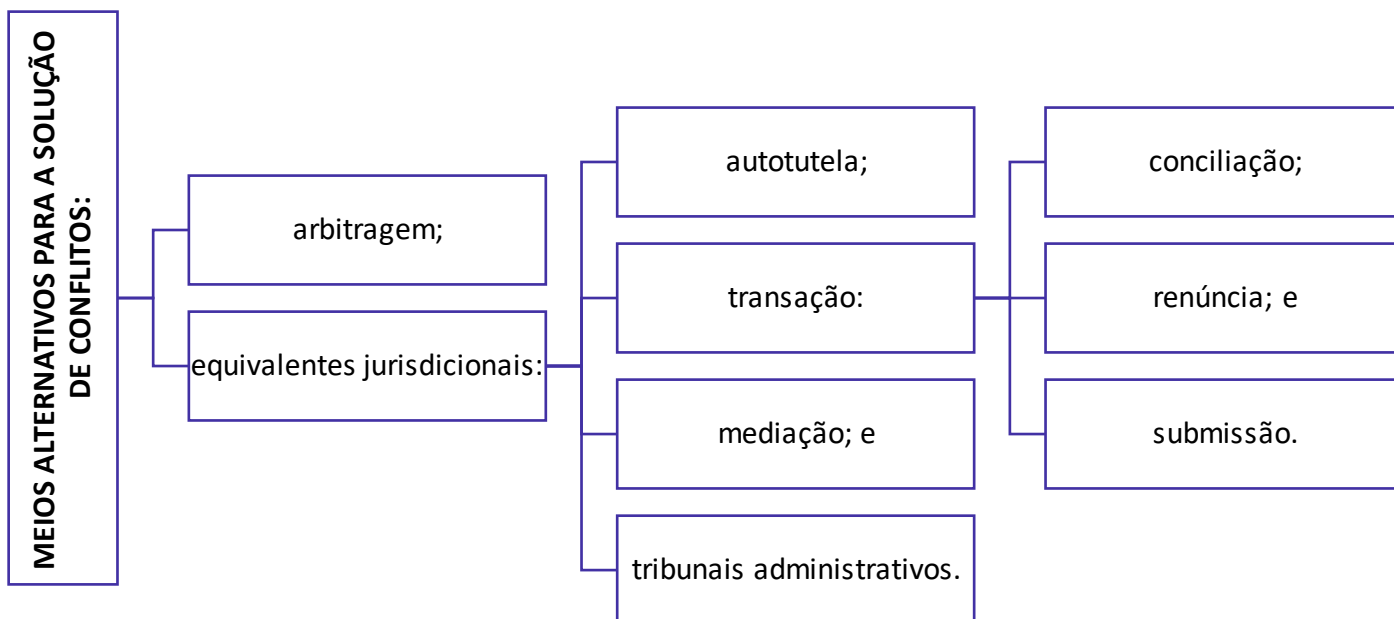 MEIOS ALTERNATIVOS PARA A SOLUÇÃO
DE CONFLITOS:
arbitragem;
equivalentes jurisdicionais:
autotutela;
transação:
mediação; e
tribunais administrativos.
conciliação;
renúncia; e
submissão.